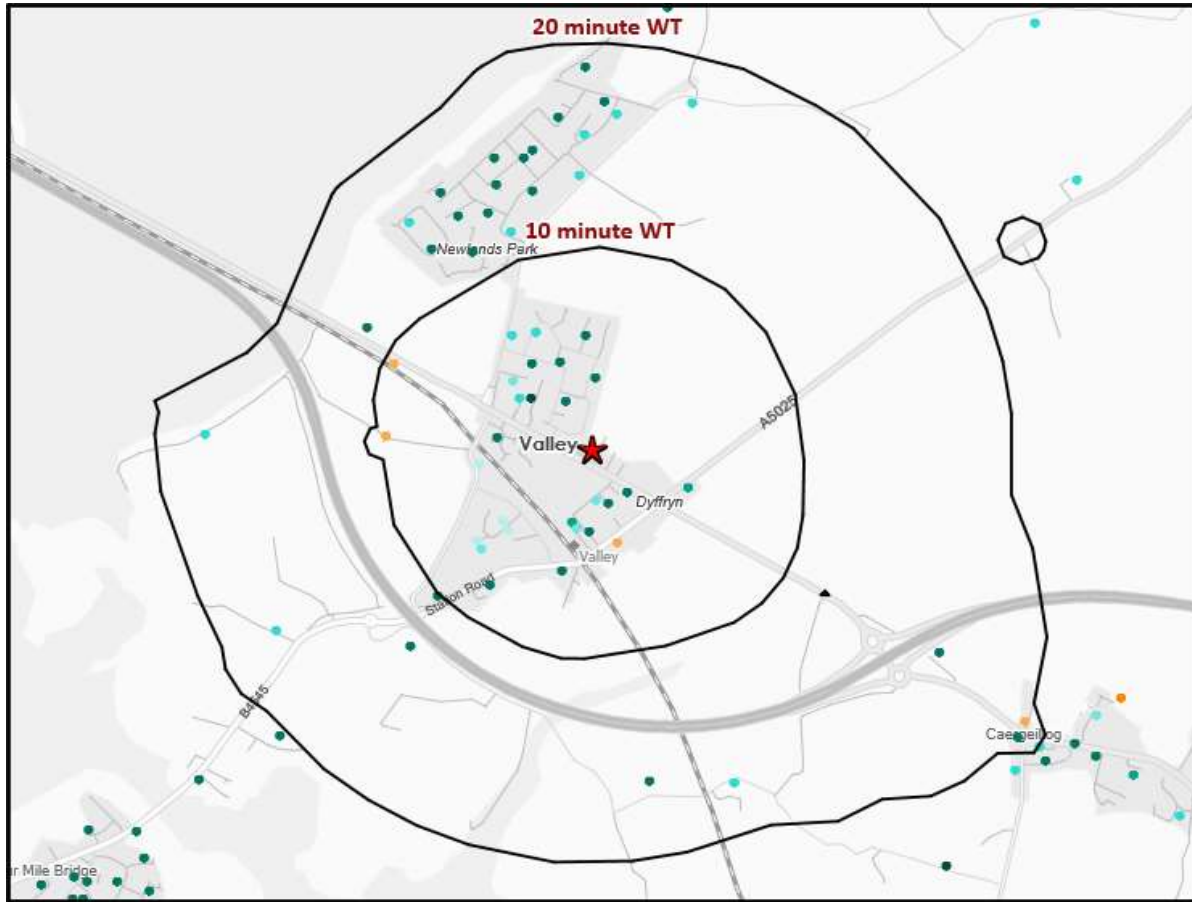 20 minute WT
10 minute WT
Newlands Park
A5025
Valley
Dyffryn
Valley
Station Road
B4545
Caergeiliog
Mile Bridge